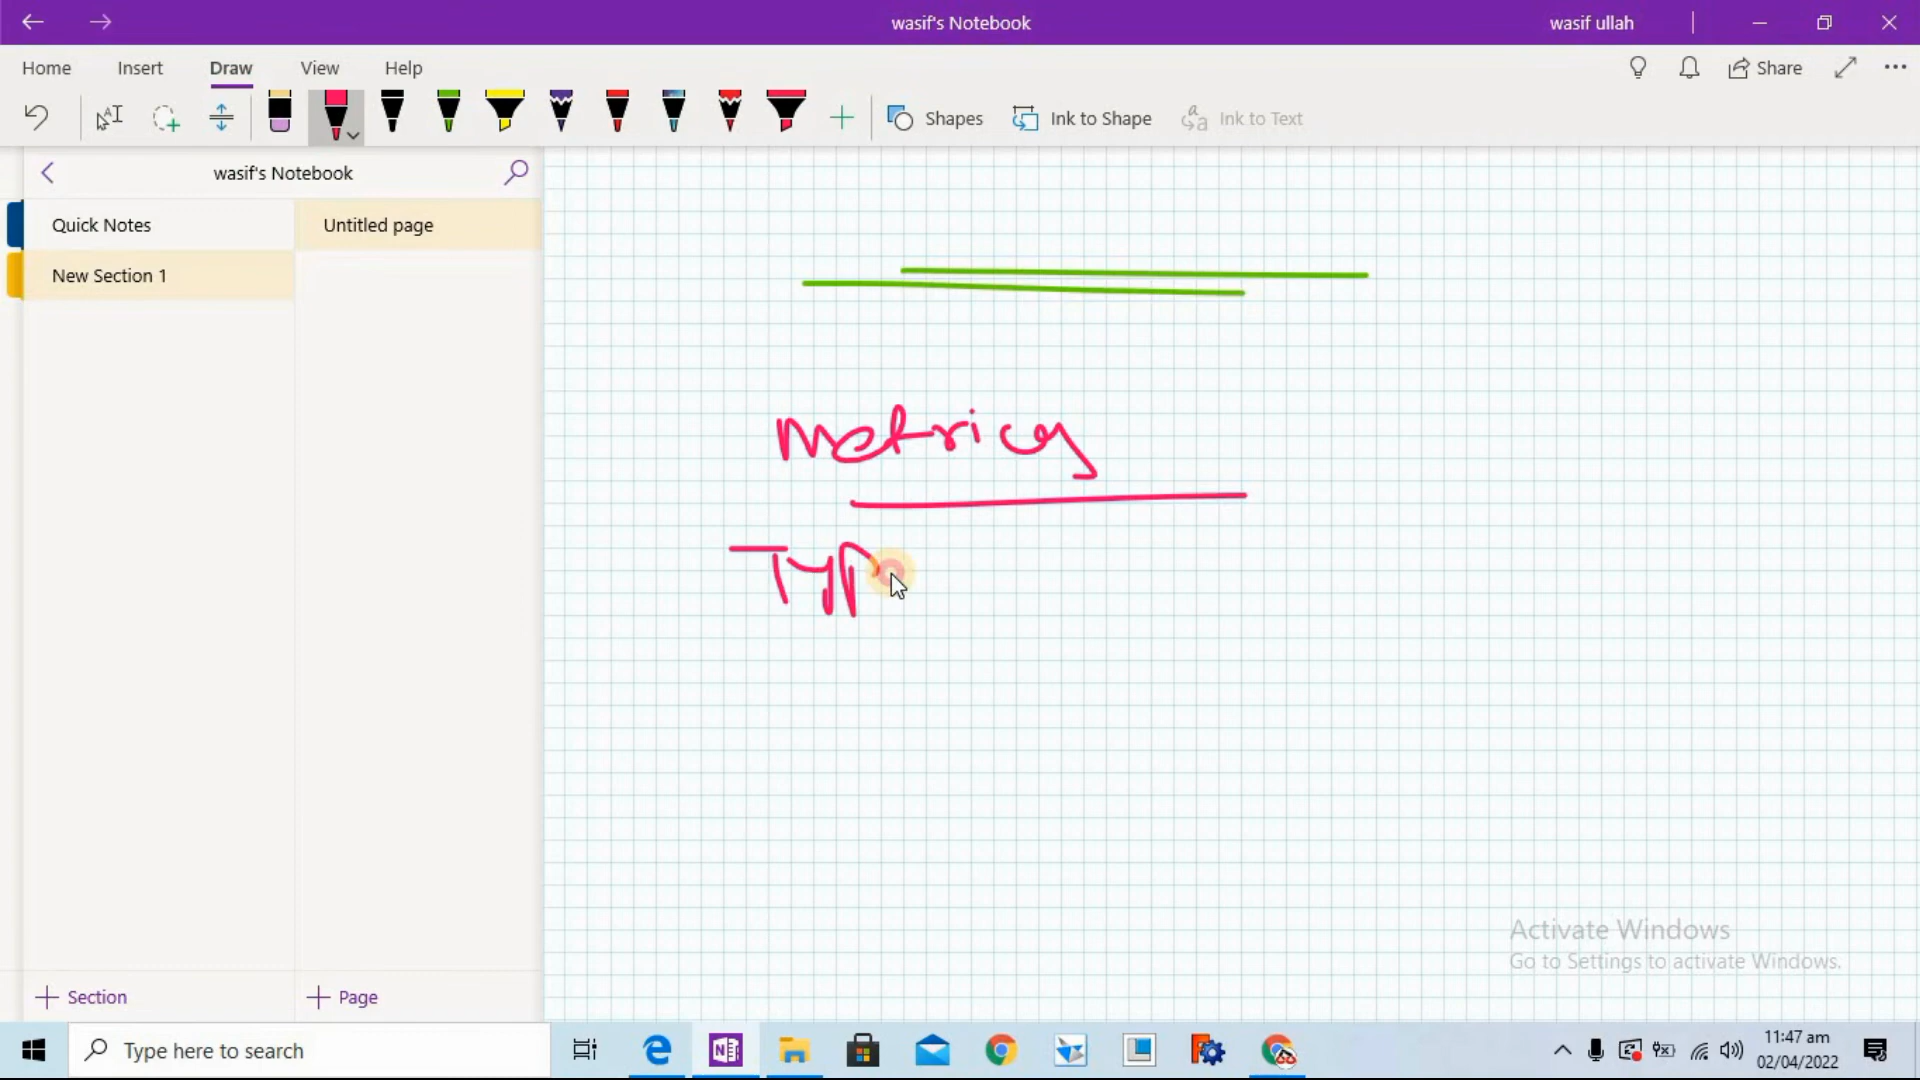 wasif's Notebook
wasif ullah
Home Insert Draw View Help
Share
Shapes Ink to Shape Ink to Text
wasif's Notebook
Quick Notes
Untitled page
New Section 1
Metrices
Typ
Activate Windows
Go to Settings to activate Windows.
Section
Page
Type here to search
11:47 am
02/04/2022